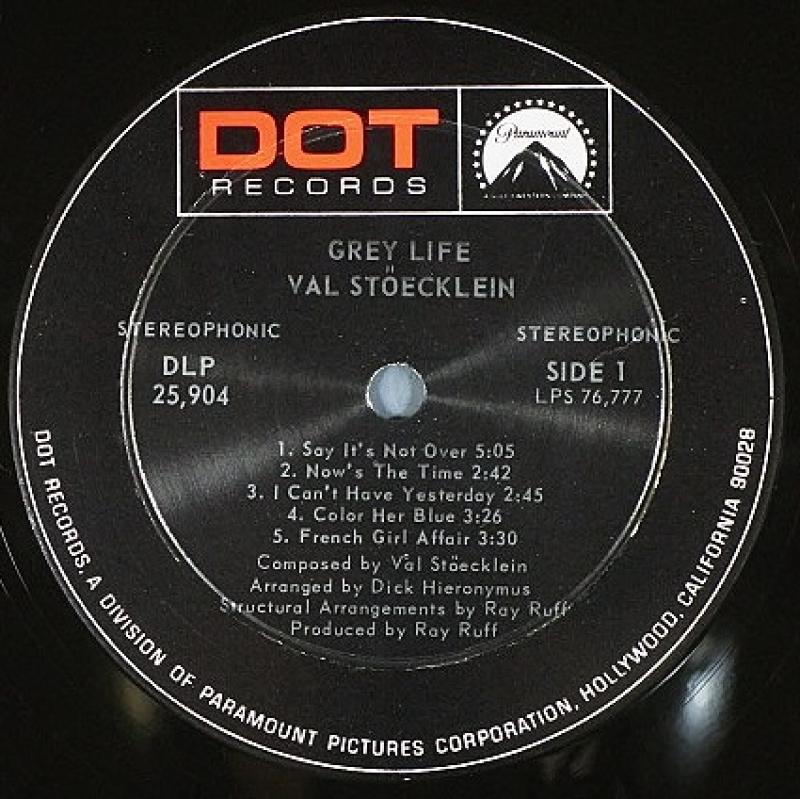 DOT
RECORDS
Paramount
GREY LIFE
VAL STÖECKLEIN
STEREOPHONIC
DLP
25,904
STEREOPHONIC
SIDE 1
LPS 76,777
1. Say It's Not Over 5:05
2. Now's The Time 2:42
3. I Can't Have Yesterday 2:45
4. Color Her Blue 3:26
5. French Girl Affair 3:30
Composed by Val Stöecklein
Arranged by Dick Hieronymus
Structural Arrangements by Ray Ruff
Produced by Ray Ruff
DOT RECORDS, A DIVISION OF PARAMOUNT PICTURES CORPORATION, HOLLYWOOD, CALIFORNIA 90028